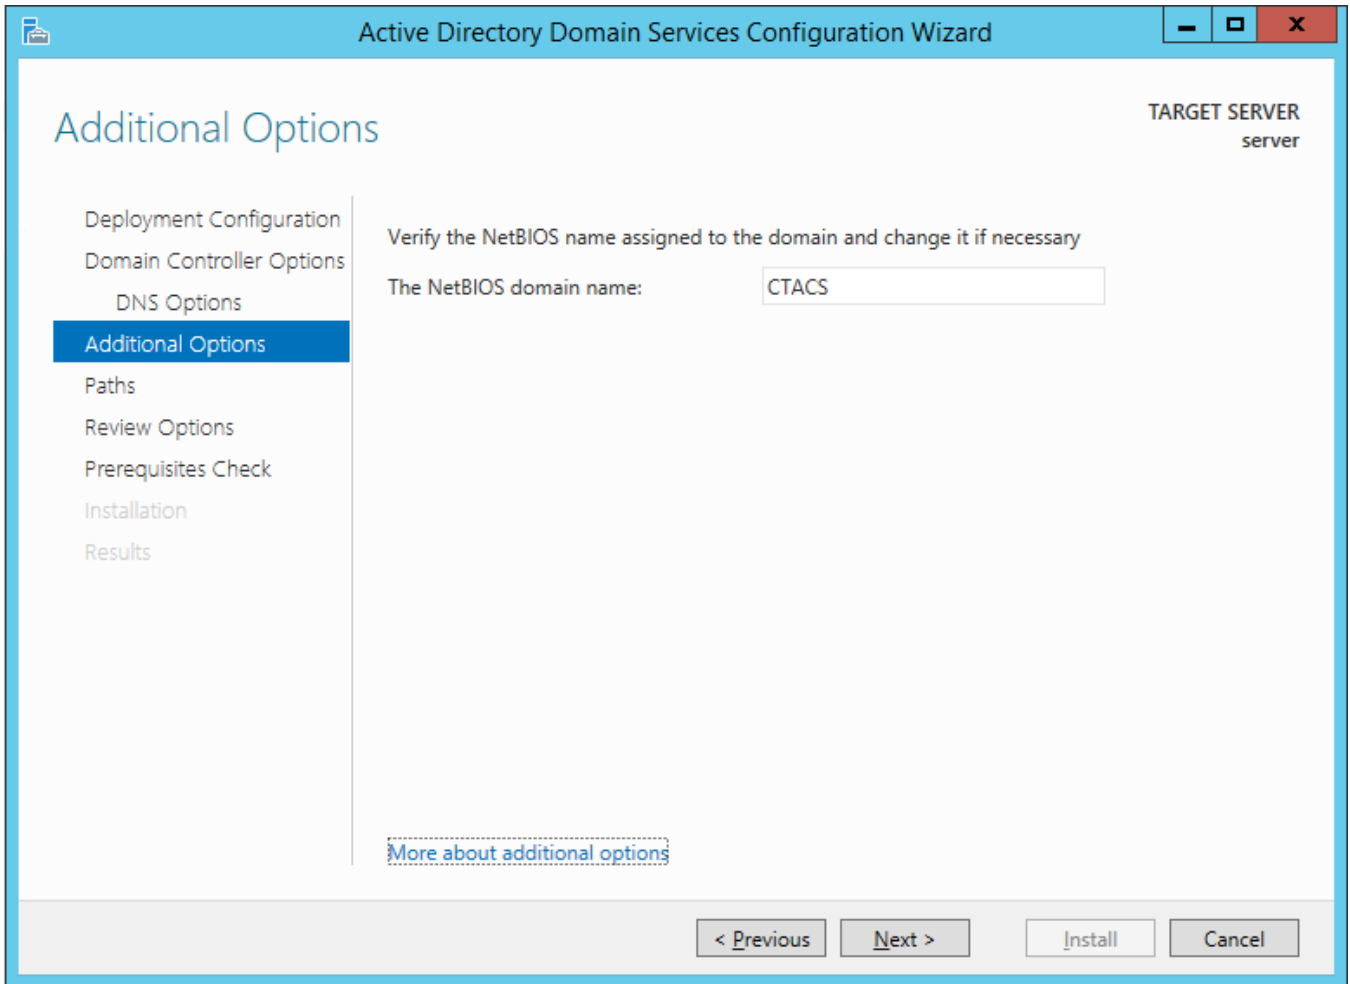 Active Directory Domain Services Configuration Wizard
Additional Options
TARGET SERVER
server
Deployment Configuration
Domain Controller Options
DNS Options
Additional Options
Paths
Review Options
Prerequisites Check
Installation
Results
Verify the NetBIOS name assigned to the domain and change it if necessary
The NetBIOS domain name: CTACS
More about additional options
< Previous Next > Install Cancel